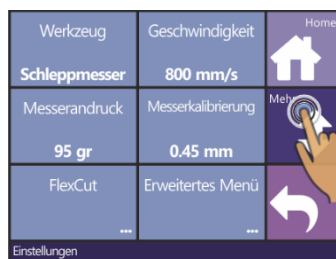 Werkzeug
Schleppmesser
Geschwindigkeit
800 mm/s
Home
Messerandruck
95 gr
Messerkalibrierung
0.45 mm
FlexCut
...
Erweitertes Menü
...
Einstellungen